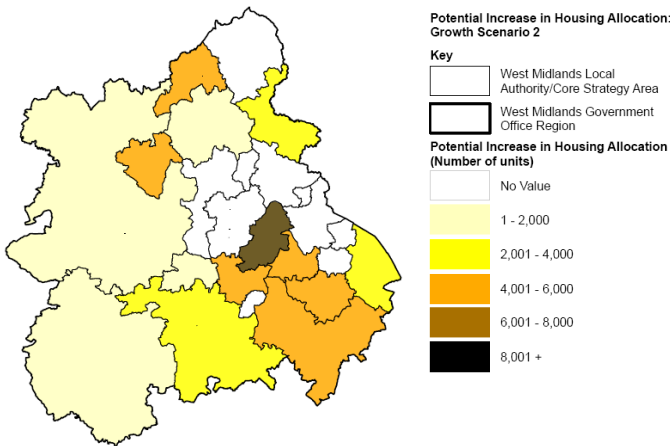 Potential Increase in Housing Allocation:
Growth Scenario 2
Key
West Midlands Local
Authority/Core Strategy Area
West Midlands Government
Office Region
Potential Increase in Housing Allocation
(Number of units)
No Value
1 - 2,000
2,001 - 4,000
4,001 - 6,000
6,001 - 8,000
8,001 +